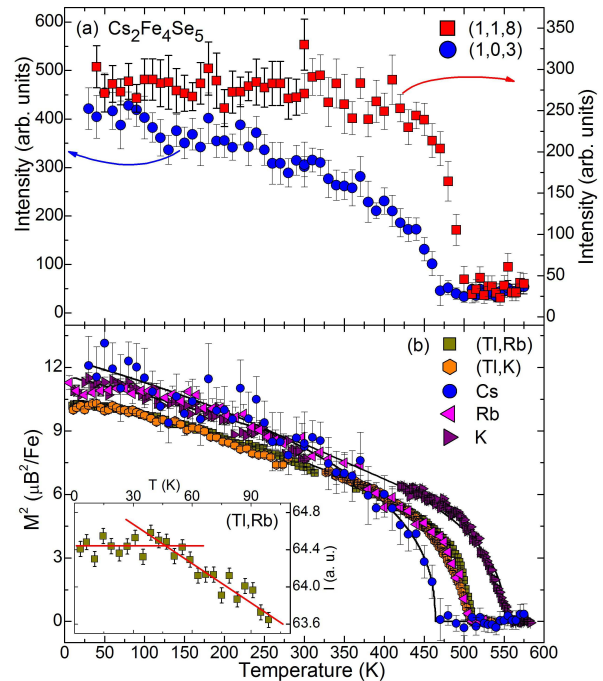 (a) Cs₂Fe₄Se₅
(1,1,8)
(1,0,3)
Intensity (arb. units)
600
500
400
300
200
100
0
Intensity (arb. units)
350
300
250
200
150
100
50
0
(b)
(Tl,Rb)
(Tl,K)
Cs
Rb
K
M² (μB²/Fe)
12
9
6
3
0
T (K)
0 30 60 90
(Tl,Rb)
64.8
64.4
64.0
63.6
I (a. u.)
0 50 100 150 200 250 300 350 400 450 500 550 600
Temperature (K)